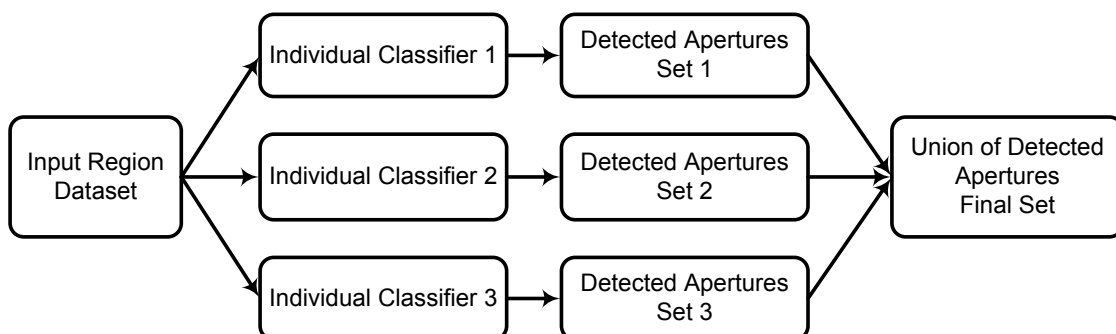 Input Region
Dataset
Individual Classifier 1
Detected Apertures
Set 1
Individual Classifier 2
Detected Apertures
Set 2
Individual Classifier 3
Detected Apertures
Set 3
Union of Detected
Apertures
Final Set